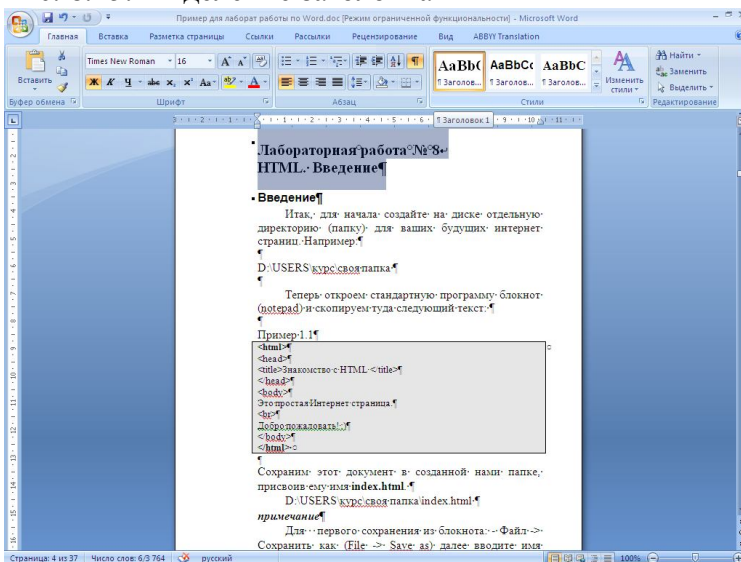 Пример для лаборат работы по Word.doc [Режим ограниченной функциональности] - Microsoft Word
Главная Вставка Разметка страницы Ссылки Рассылки Рецензирование Вид ABBYY Translation
Вставить
Times New Roman 16
Ж К Ч abc x₂ x² Aa
AaBb( AaBbCc AaBbC
¶ Заголов... ¶ Заголов... ¶ Заголов...
Изменить стили
Найти
Заменить
Выделить
Буфер обмена Шрифт Абзац Стили Редактирование
¶ Заголовок 1
Лабораторная°работа°№°8↵
HTML.·Введение¶
Введение¶
Итак,· для· начала· создайте· на· диске· отдельную·
директорию· (папку)· для· ваших· будущих· интернет·
страниц.·Например:¶
¶
D:\USERS\курс\своя·папка·¶
¶
Теперь· откроем· стандартную· программу· блокнот·
(notepad)·и·скопируем·туда·следующий·текст:·¶
¶
Пример·1.1¶
<html>¶
<head>¶
<title>Знакомство·с·HTML·</title>¶
</head>¶
<body>¶
Это·простая·Интернет·страница.¶
<br>¶
Добро·пожаловать!:)¶
</body>¶
</html>·¤
¶
Сохраним· этот· документ· в· созданной· нами· папке,·
присвоив·ему·имя·index.html.·¶
D:\USERS\курс\своя·папка\index.html·¶
примечание¶
Для···первого·сохранения·из·блокнота:·-·Файл·->·
Сохранить· как· (File· ->· Save· as)· далее· вводите· имя·
Страница: 4 из 37 Число слов: 6/3 764 русский 100%